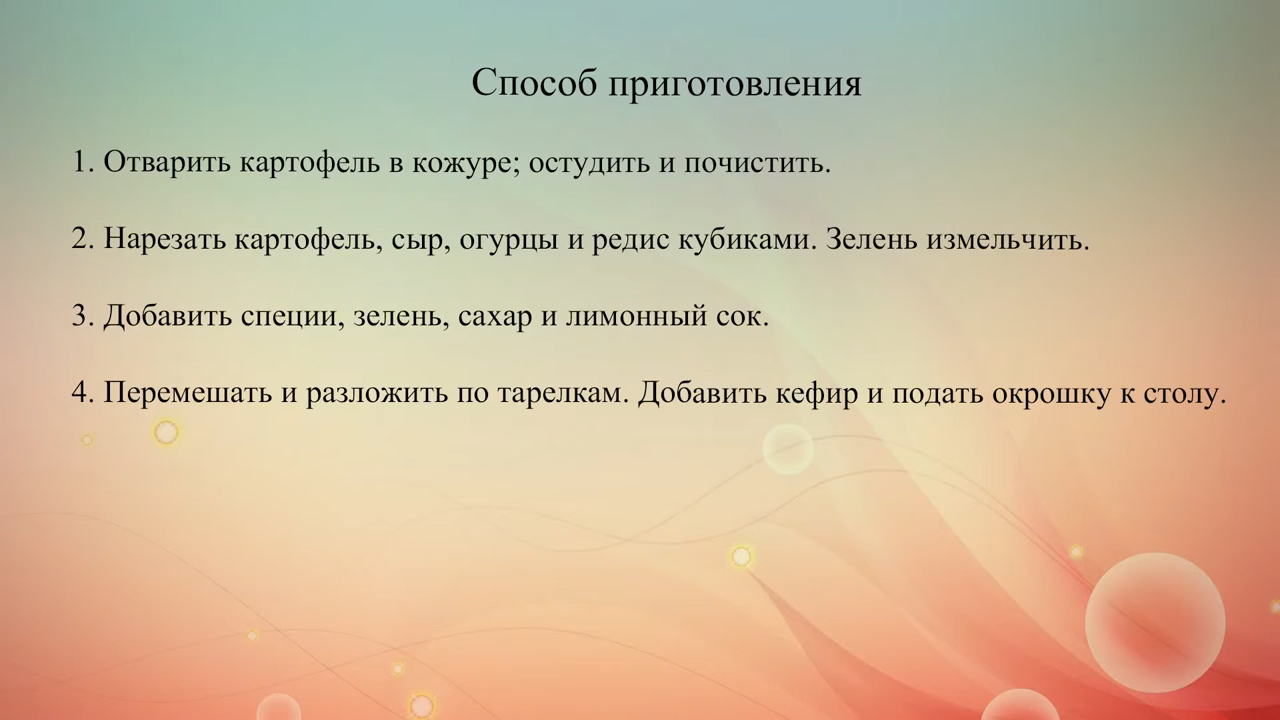 Способ приготовления
1. Отварить картофель в кожуре; остудить и почистить.
2. Нарезать картофель, сыр, огурцы и редис кубиками. Зелень измельчить.
3. Добавить специи, зелень, сахар и лимонный сок.
4. Перемешать и разложить по тарелкам. Добавить кефир и подать окрошку к столу.